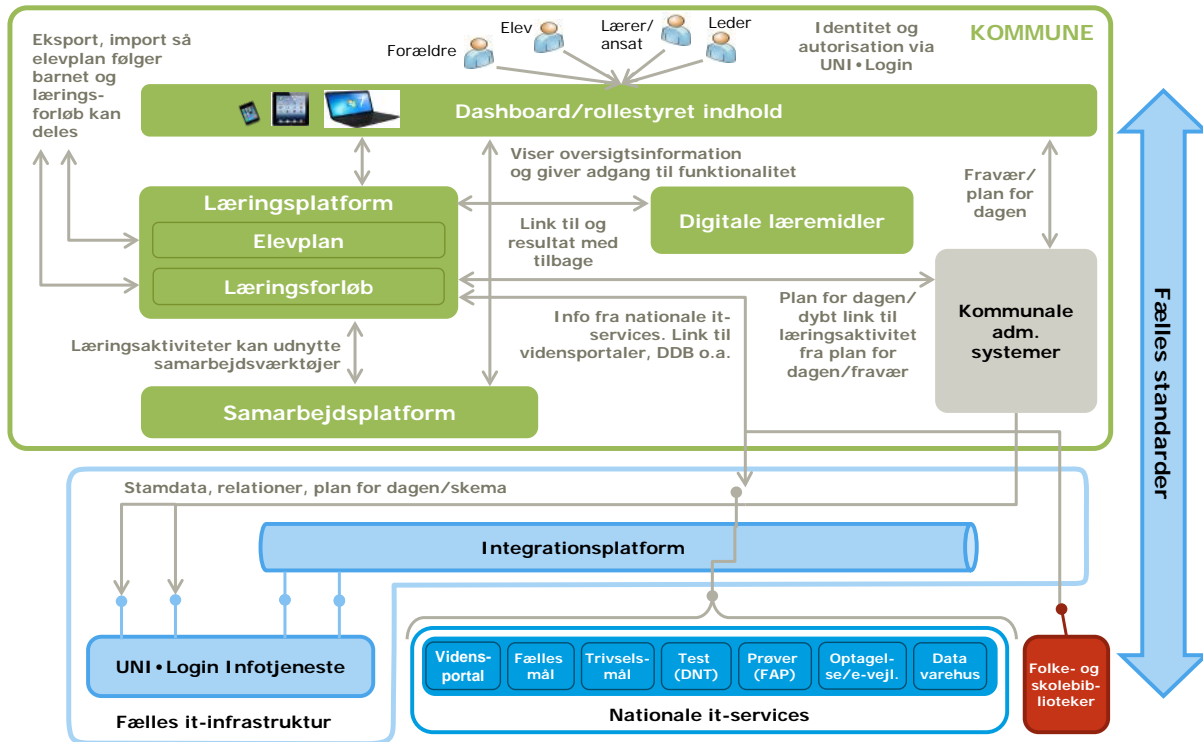 Eksport, import så
elevplan følger
barnet og
lærings-
forløb kan
deles
Forældre
Elev
Lærer/
ansat
Leder
Identitet og
autorisation via
UNI•Login
KOMMUNE
Dashboard/rollestyret indhold
Viser oversigtsinformation
og giver adgang til funktionalitet
Fravær/
plan for
dagen
Læringsplatform
Elevplan
Læringsforløb
Link til og
resultat med
tilbage
Digitale læremidler
Kommunale
adm.
systemer
Info fra nationale it-
services. Link til
vidensportaler, DDB o.a.
Plan for dagen/
dybt link til
læringsaktivitet
fra plan for
dagen/fravær
Læringsaktiviteter kan udnytte
samarbejdsværktøjer
Samarbejdsplatform
Fælles standarder
Stamdata, relationer, plan for dagen/skema
Integrationsplatform
UNI•Login Infotjeneste
Fælles it-infrastruktur
Videns-
portal
Fælles
mål
Trivsels-
mål
Test
(DNT)
Prøver
(FAP)
Optagel-
se/e-vejl.
Data
varehus
Nationale it-services
Folke- og
skolebib-
lioteker